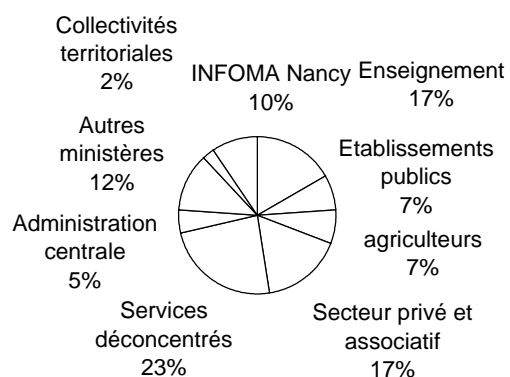 Collectivités
territoriales
2%
INFOMA Nancy
10%
Enseignement
17%
Autres
ministères
12%
Etablissements
publics
7%
Administration
centrale
5%
agriculteurs
7%
Services
déconcentrés
23%
Secteur privé et
associatif
17%